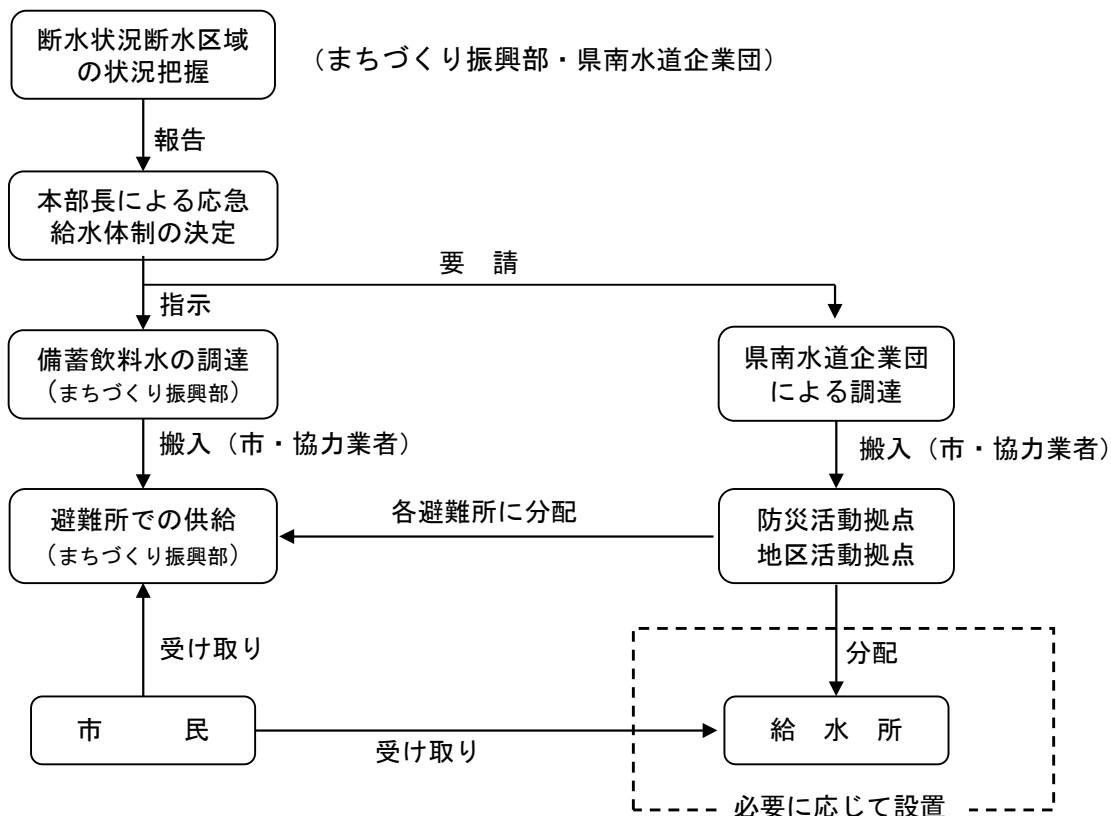 断水状況断水区域
の状況把握
（まちづくり振興部・県南水道企業団）
報告
本部長による応急
給水体制の決定
要　請
指示
備蓄飲料水の調達
（まちづくり振興部）
県南水道企業団
による調達
搬入（市・協力業者）
搬入（市・協力業者）
避難所での供給
（まちづくり振興部）
各避難所に分配
防災活動拠点
地区活動拠点
受け取り
分配
市　　　民
受け取り
給　水　所
必要に応じて設置